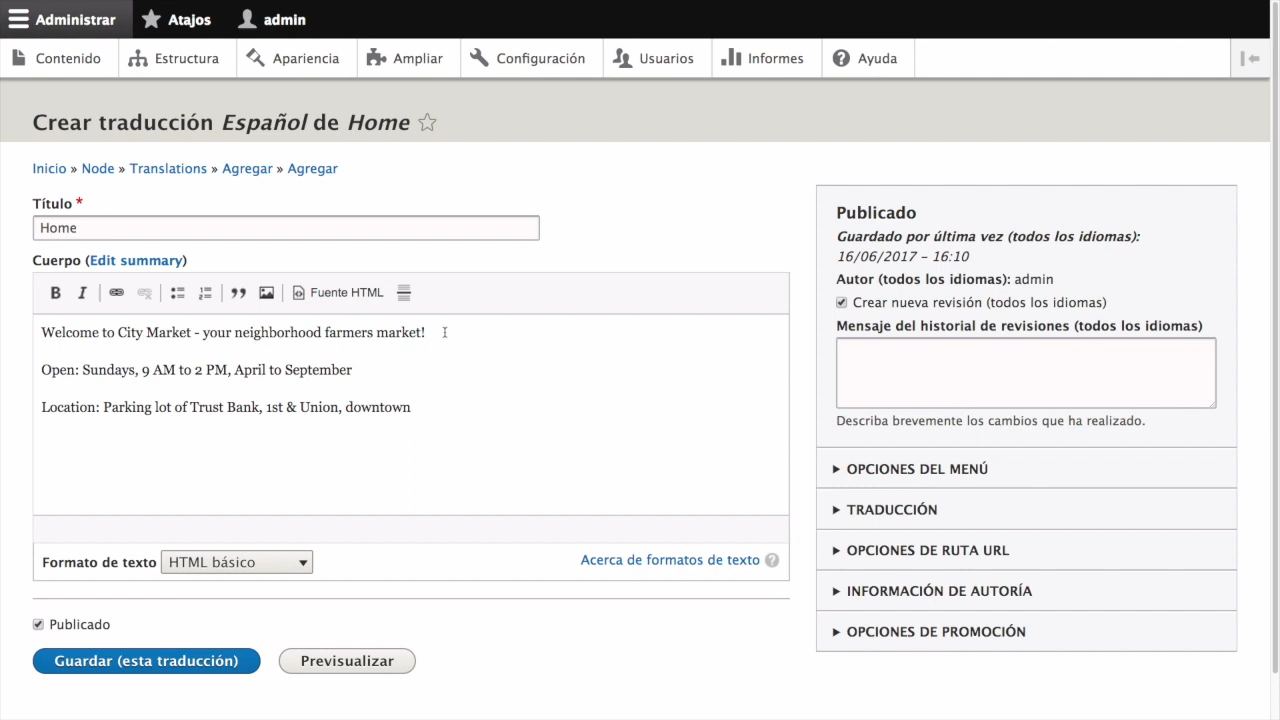 Administrar Atajos admin
Contenido Estructura Apariencia Ampliar Configuración Usuarios Informes Ayuda
Crear traducción Español de Home
Inicio » Node » Translations » Agregar » Agregar
Título *
Home
Cuerpo (Edit summary)
B I Fuente HTML
Welcome to City Market - your neighborhood farmers market!
Open: Sundays, 9 AM to 2 PM, April to September
Location: Parking lot of Trust Bank, 1st & Union, downtown
Formato de texto HTML básico Acerca de formatos de texto ?
Publicado
Guardar (esta traducción) Previsualizar
Publicado
Guardado por última vez (todos los idiomas):
16/06/2017 - 16:10
Autor (todos los idiomas): admin
Crear nueva revisión (todos los idiomas)
Mensaje del historial de revisiones (todos los idiomas)
Describa brevemente los cambios que ha realizado.
OPCIONES DEL MENÚ
TRADUCCIÓN
OPCIONES DE RUTA URL
INFORMACIÓN DE AUTORÍA
OPCIONES DE PROMOCIÓN